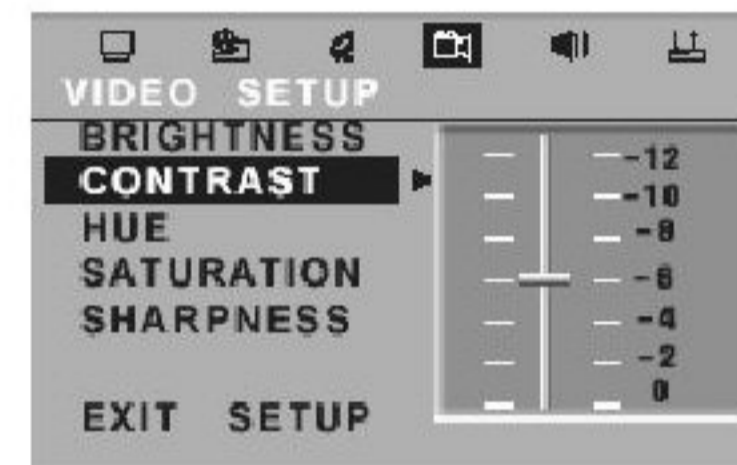 VIDEO SETUP
BRIGHTNESS
CONTRAST
HUE
SATURATION
SHARPNESS
EXIT SETUP
-12
-10
-8
-6
-4
-2
0